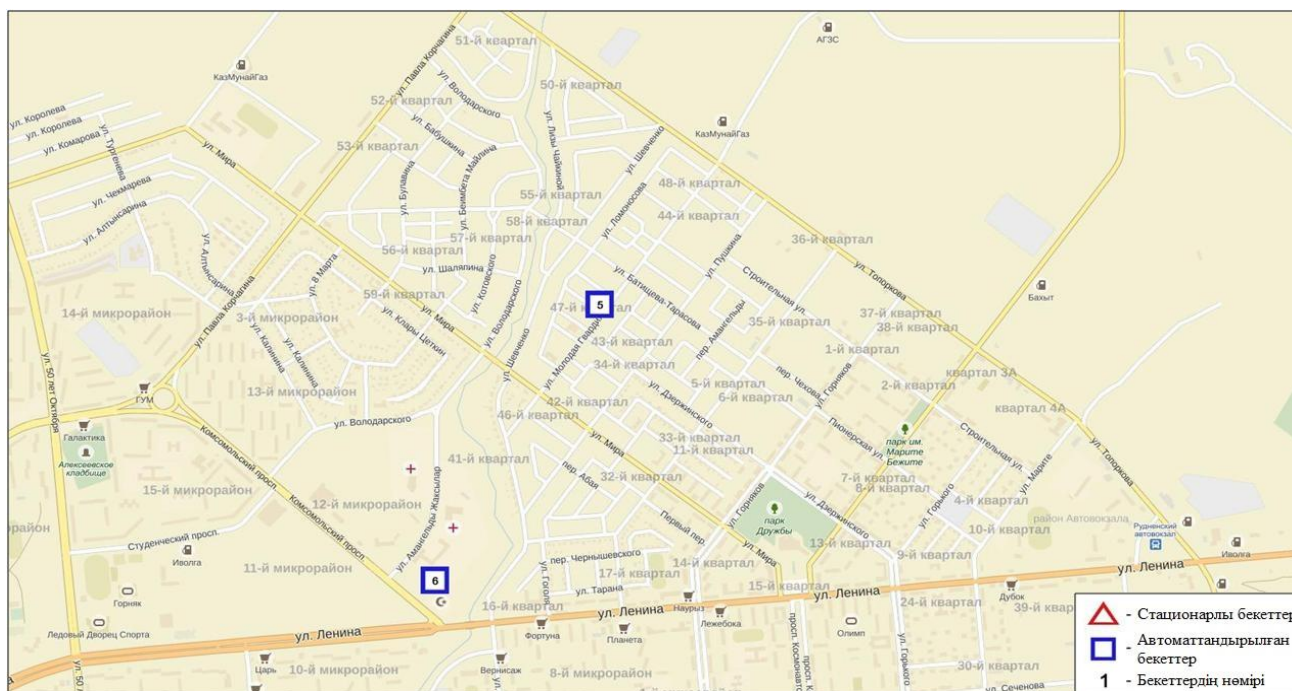 51-й квартал
АГЗС
50-й квартал
КазМунайГаз
ул. Павла Корчагина
ул. Володарского
52-й квартал
ул. Королева
ул. Королева
ул. Комарова
ул. Тургенева
ул. Мира
ул. Бабушкина
53-й квартал
ул. Лизы Чайкиной
ул. Шевченко
КазМунайГаз
ул. Беимбета Майлина
ул. Булавина
ул. Чекмарева
ул. Алтынсарина
48-й квартал
ул. Ломоносова
55-й квартал
58-й квартал
44-й квартал
36-й квартал
57-й квартал
56-й квартал
ул. Алтынсарина
ул. 8 Марта
ул. Шаляпина
ул. Пушкина
ул. Топоркова
ул. Батищева-Тарасова
Строительная ул.
Бахыт
59-й квартал
ул. Котовского
ул. Володарского
47-й квартал
5
14-й микрорайон
ул. Павла Корчагина
3-й микрорайон
ул. Клары Цеткин
ул. Мира
37-й квартал
38-й квартал
35-й квартал
пер. Амангельды
43-й квартал
ул. Калинина
ул. Калинина
ул. Шевченко
ул. Молодая Гвардия
34-й квартал
1-й квартал
2-й квартал
квартал 3А
ул. 50 лет Октября
ГУМ
13-й микрорайон
42-й квартал
ул. Дзержинского
5-й квартал
6-й квартал
пер. Чехова
ул. Горняков
46-й квартал
квартал 4А
ул. Володарского
Галактика
Алексеевское
кладбище
Комсомольский просп.
ул. Мира
33-й квартал
11-й квартал
Пионерская ул.
парк им.
Марите
Бежите
Строительная ул.
ул. Топоркова
41-й квартал
пер. Абая
32-й квартал
15-й микрорайон
12-й микрорайон
Комсомольский просп.
ул. Амангельды Жаксылар
7-й квартал
8-й квартал
ул. Горького
4-й квартал
ул. Марите
ул. Горняков
парк
Дружбы
ул. Дзержинского
Первый пер.
ул. Мира
10-й квартал
район Автовокзала
Рудненский
автовокзал
Студенческий просп.
Иволга
13-й квартал
9-й квартал
Иволга
пер. Чернышевского
14-й квартал
11-й микрорайон
6
17-й квартал
ул. Тарана
15-й квартал
ул. Ленина
ул. Гоголя
Горняк
16-й квартал
ул. Ленина
Наурыз
ул. Ленина
Дубок
24-й квартал
Ледовый Дворец Спорта
ул. Ленина
Фортуна
Планета
Лежебока
Олимп
Царь
10-й микрорайон
Вернисаж
8-й микрорайон
ул. Горького
30-й квартал
ул. Сеченова
- Стационарлы бекеттер
- Автоматтандырылған
бекеттер
1 - Бекеттердің нөмірі